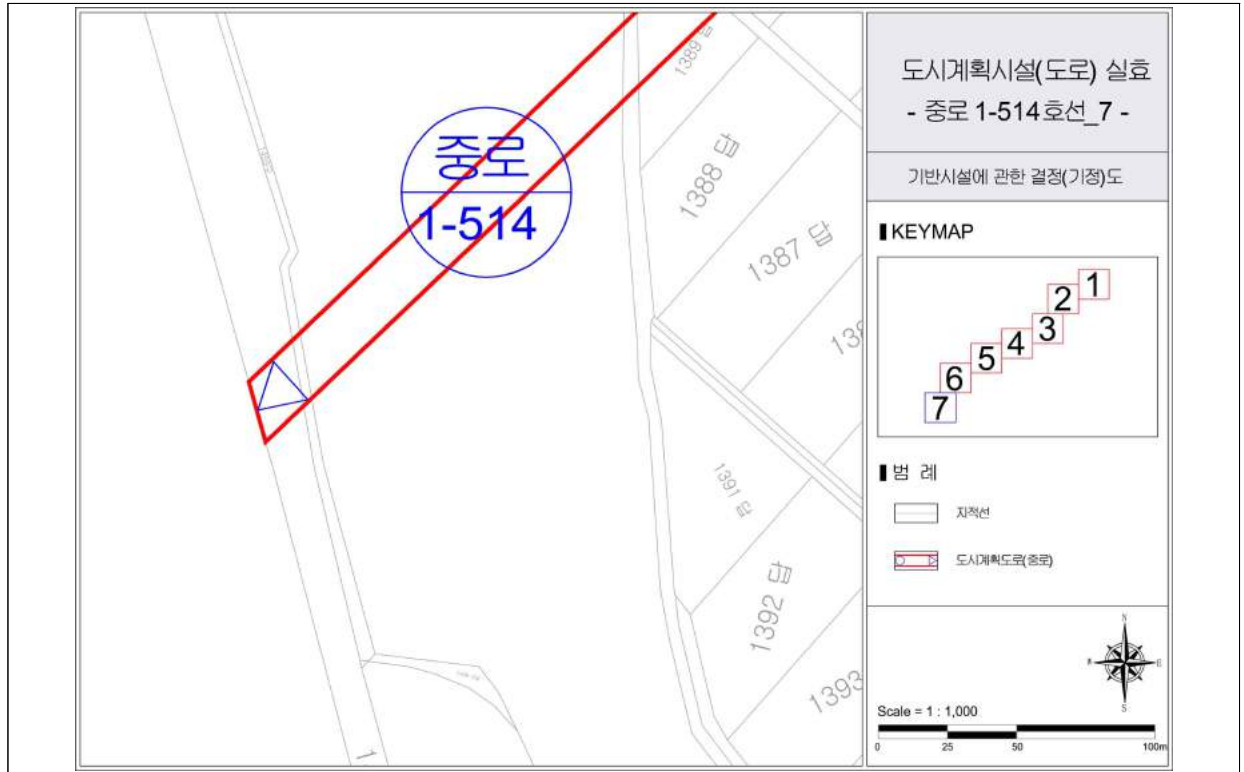 도시계획시설(도로) 실효
- 중로 1-514호선_7 -
기반시설에 관한 결정(기정)도
KEYMAP
1
2
3
4
5
6
7
범 례
지적선
도시계획도로(중로)
N
E
S
Scale = 1 : 1,000
0 25 50 100m
중로
1-514
1389 답
1388 답
1387 답
1391 답
1392 답
1393
1